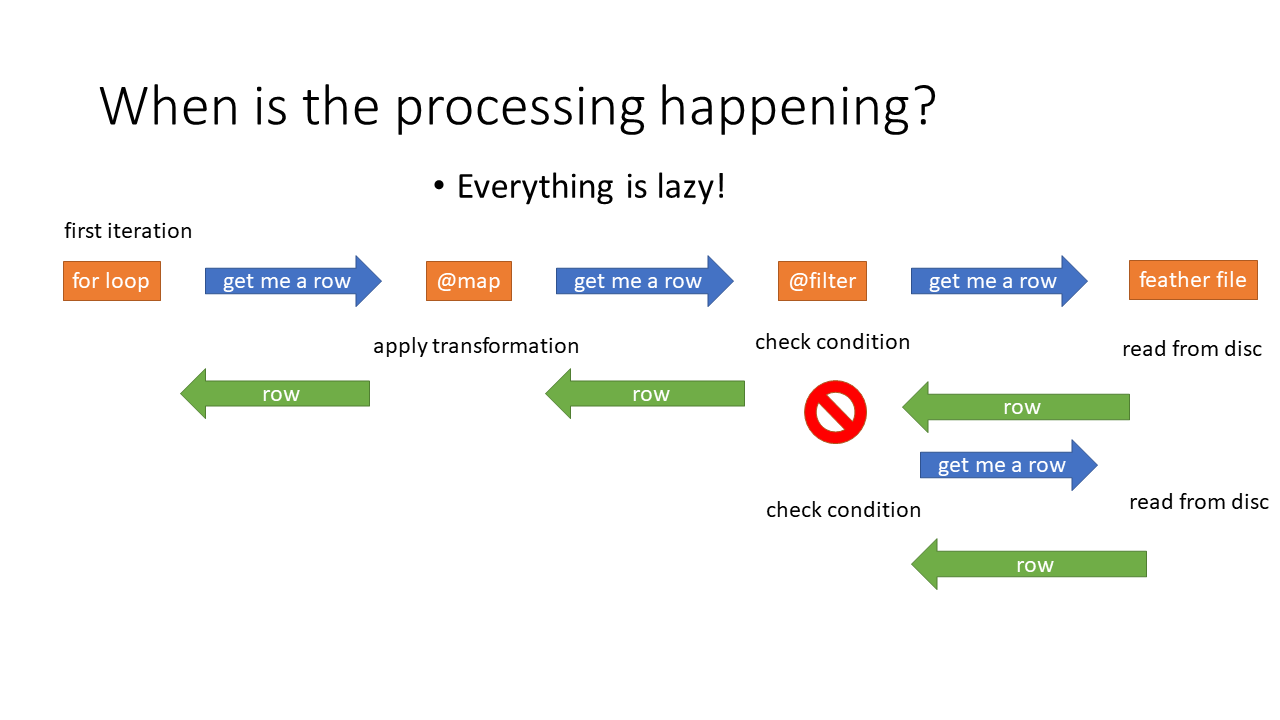 When is the processing happening?
• Everything is lazy!
first iteration
for loop
get me a row
@map
get me a row
@filter
get me a row
feather file
apply transformation
check condition
read from disc
row
row
row
get me a row
check condition
read from disc
row